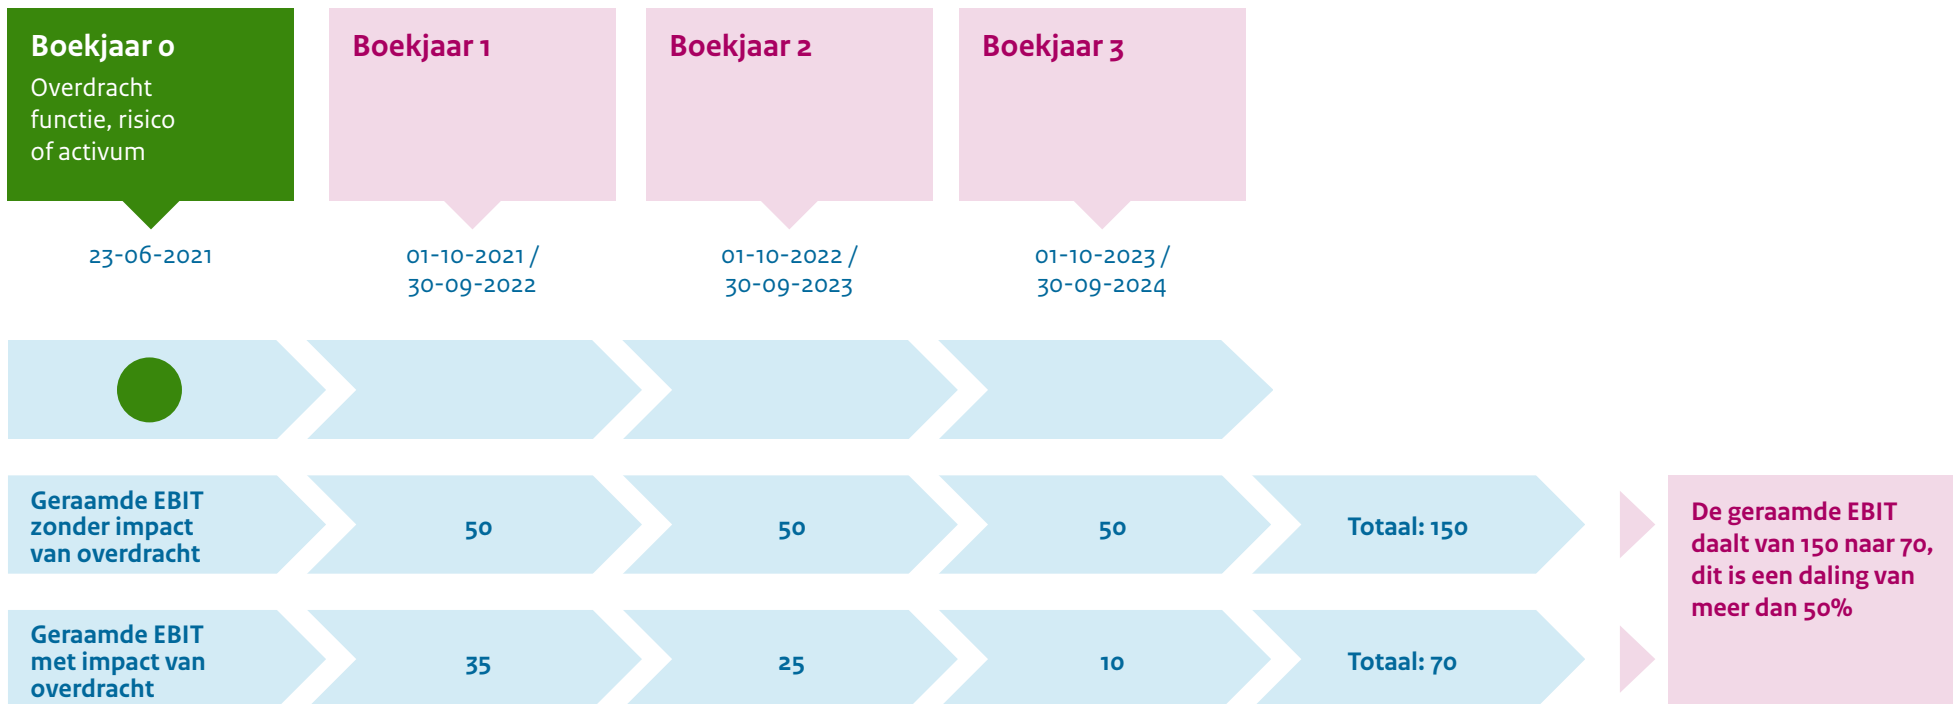 Boekjaar 0
Overdracht
functie, risico
of activum
Boekjaar 1
Boekjaar 2
Boekjaar 3
23-06-2021
01-10-2021 /
30-09-2022
01-10-2022 /
30-09-2023
01-10-2023 /
30-09-2024
Geraamde EBIT
zonder impact
van overdracht
50
50
50
Totaal: 150
Geraamde EBIT
met impact van
overdracht
35
25
10
Totaal: 70
De geraamde EBIT
daalt van 150 naar 70,
dit is een daling van
meer dan 50%